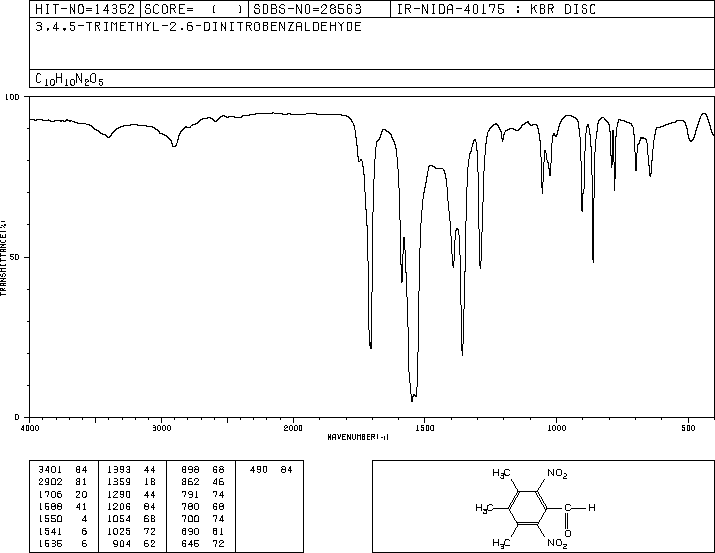 HIT-NO=14352 SCORE= ( ) SDBS-NO=28563 IR-NIDA-40175 : KBR DISC
3,4,5-TRIMETHYL-2,6-DINITROBENZALDEHYDE
C10H10N2O5
100
50
0
TRANSMITTANCE(%)
4000 3000 2000 1500 1000 500
WAVENUMBER(-1)
3401 84 1393 44 898 68 490 84
2902 81 1359 18 862 46
1706 20 1290 44 791 74
1588 41 1206 84 780 68
1550 4 1054 68 700 74
1541 6 1025 72 690 81
1535 6 904 62 645 72
H3C NO2
H3C C H
O
H3C NO2